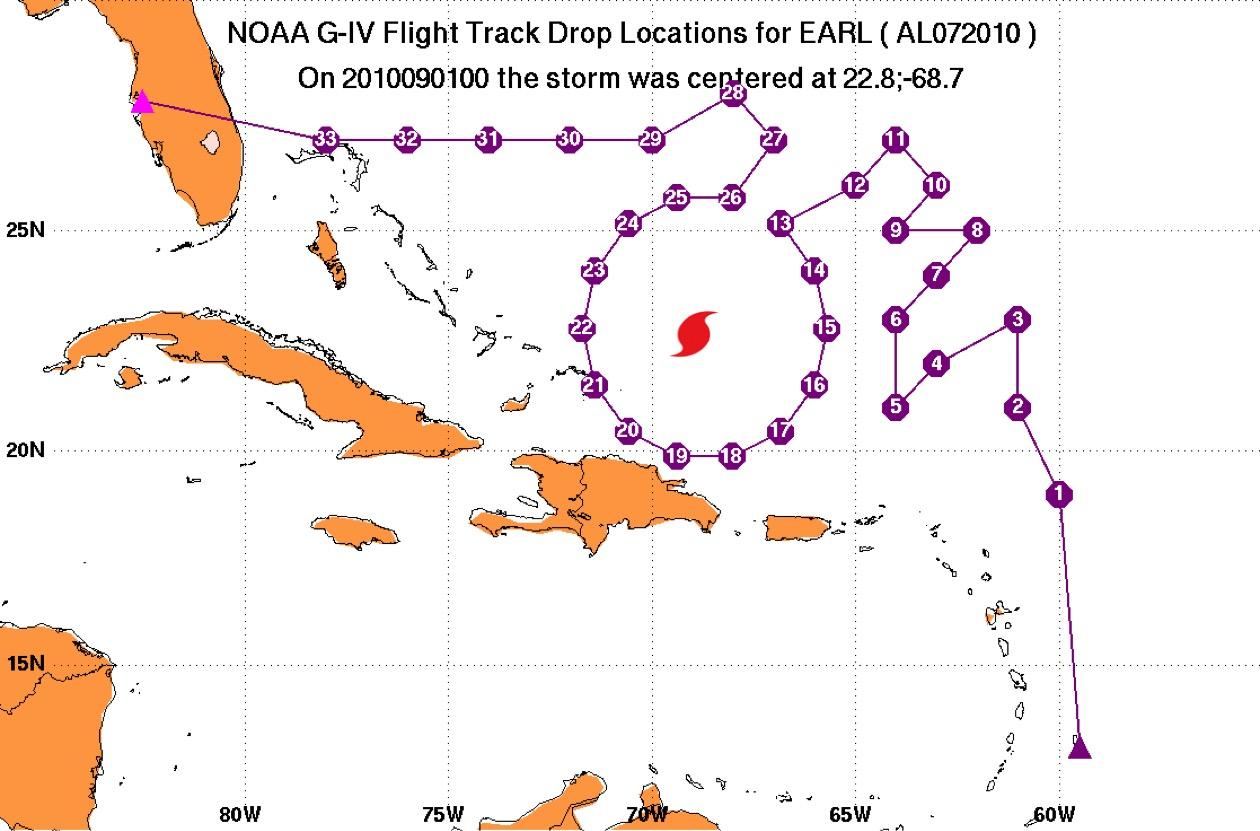 NOAA G-IV Flight Track Drop Locations for EARL ( AL072010 )
On 2010090100 the storm was centered at 22.8;-68.7
28
33 32 31 30 29 27 11
12 10
25 26
24 13
25N 9 8
23 14 7
22 15 6 3
4
21 16
5 2
20 17
20N
19 18
1
15N
80W 75W 70W 65W 60W